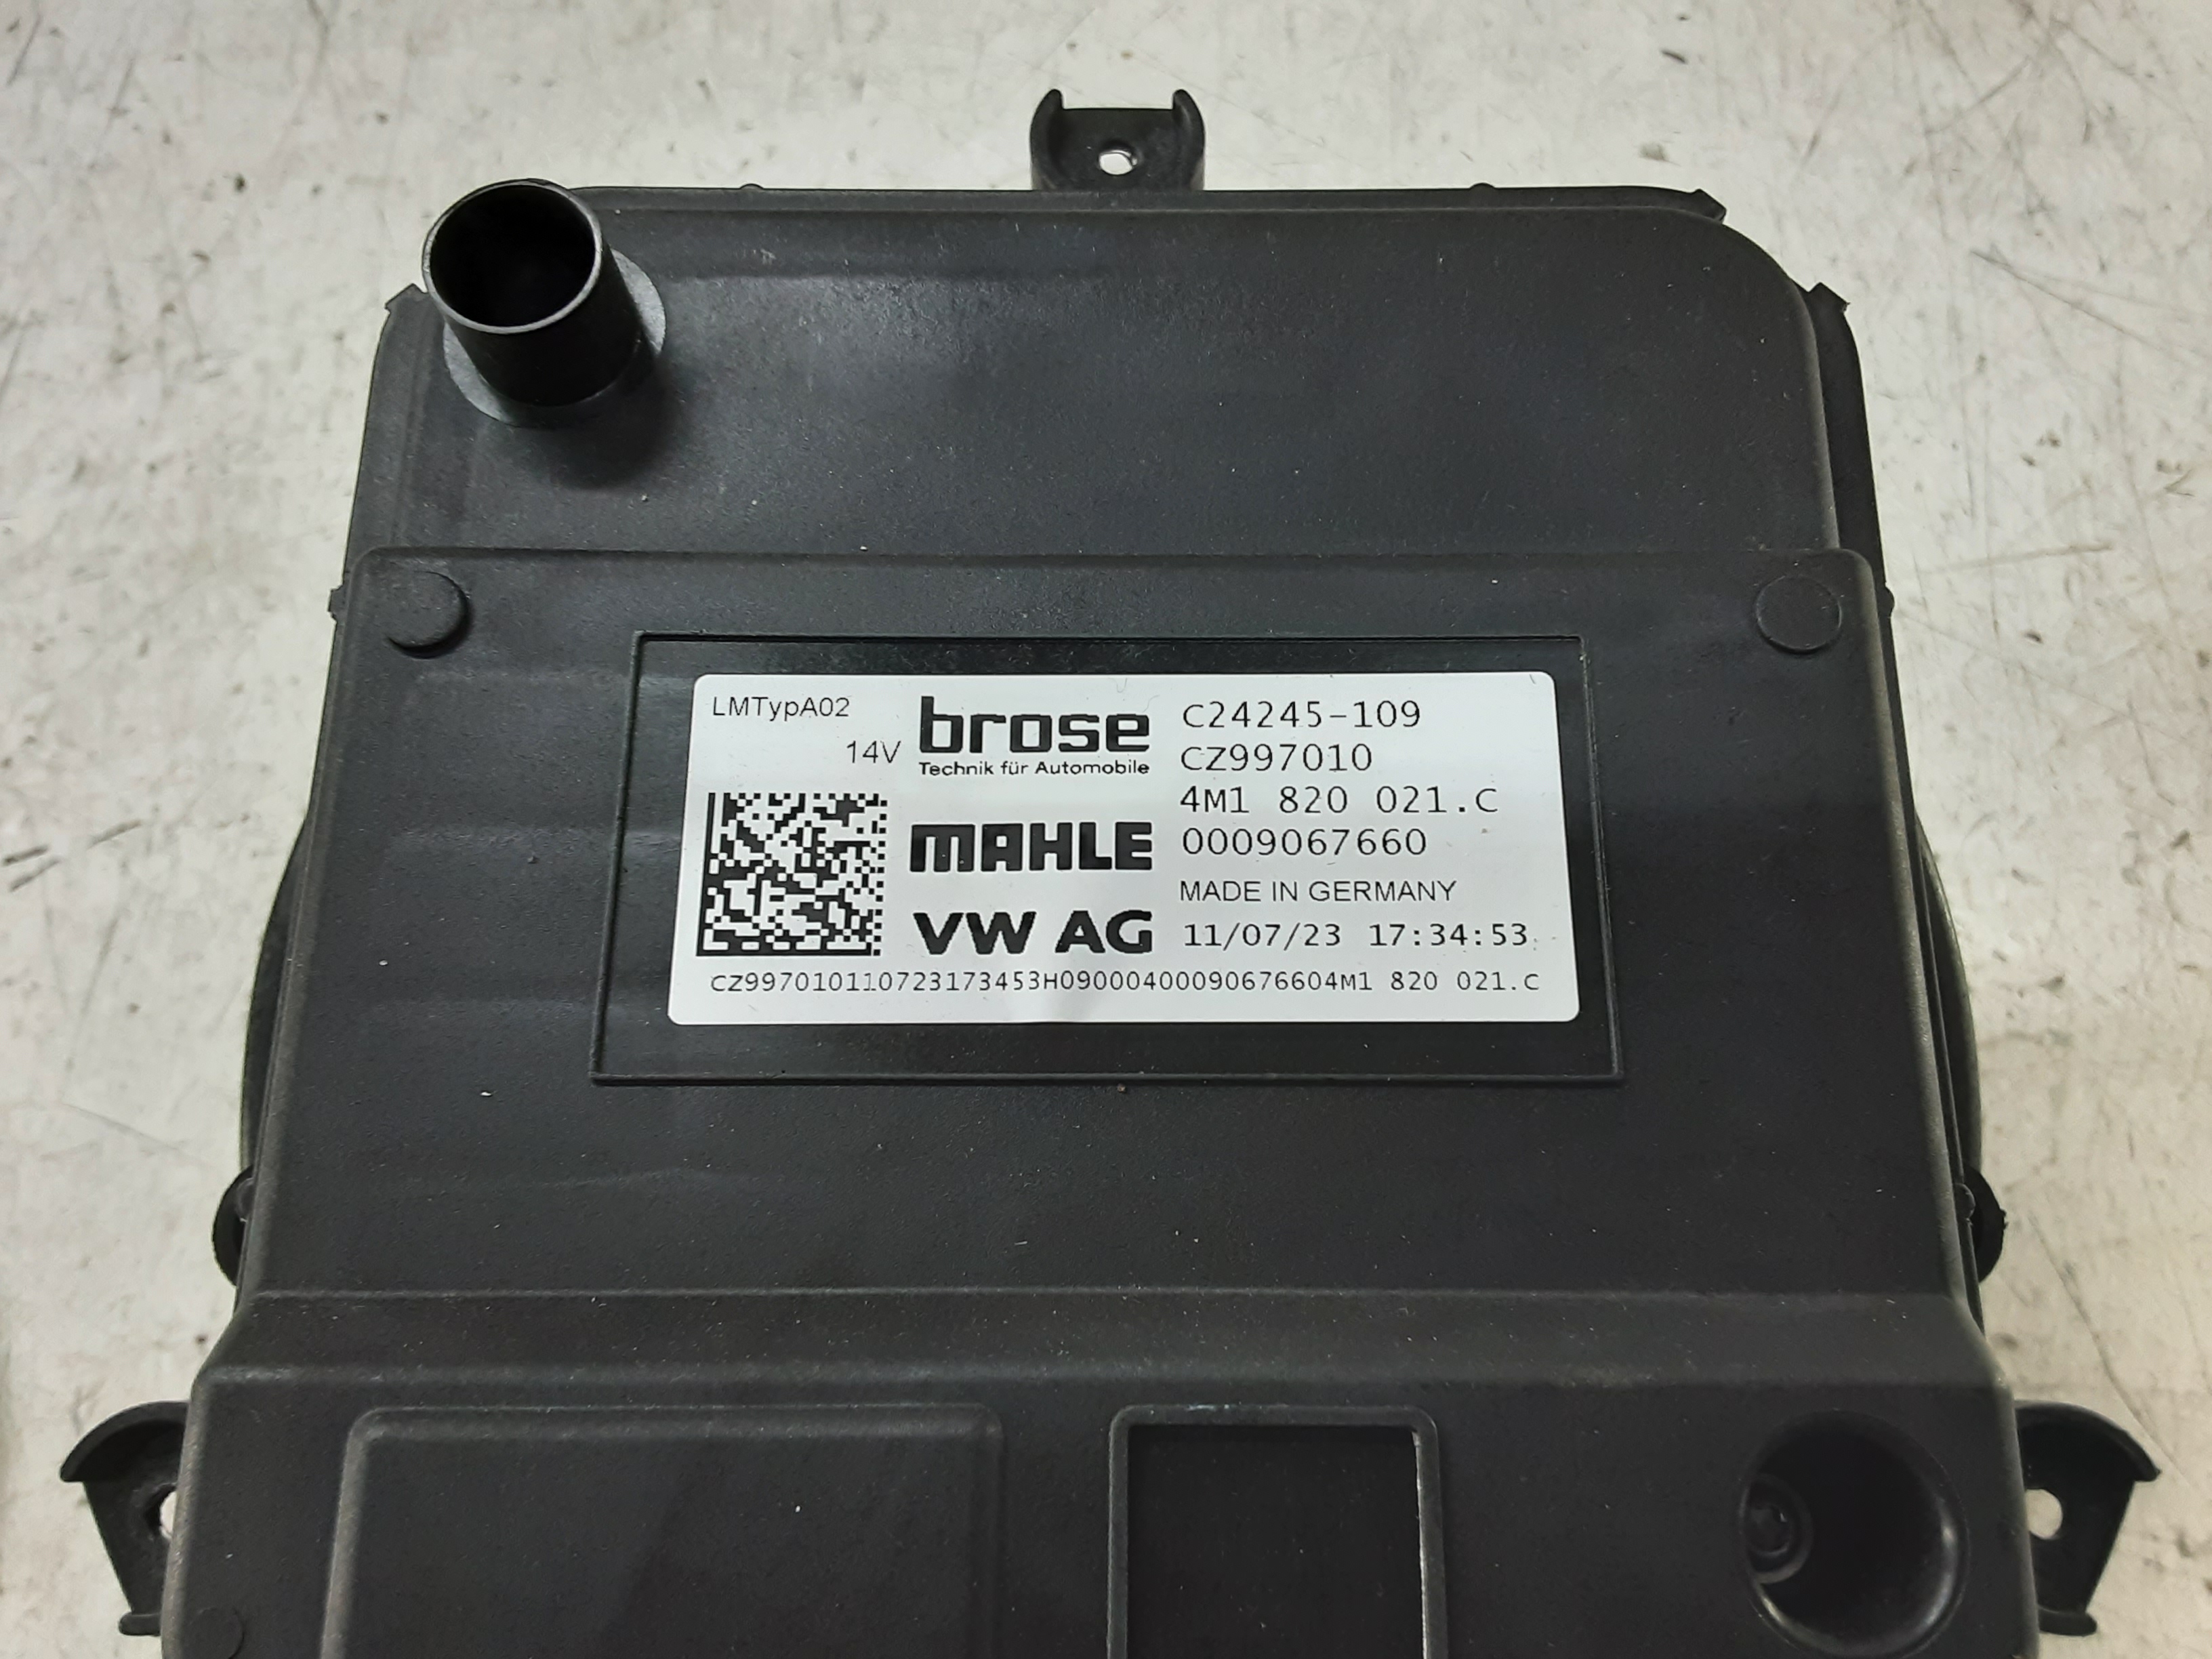 LMTypA02
14V
brose
Technik für Automobile
MAHLE
VW AG
C24245-109
CZ997010
4M1 820 021.C
0009067660
MADE IN GERMANY
11/07/23 17:34:53
CZ997010110723173453H09000400090676604M1 820 021.C